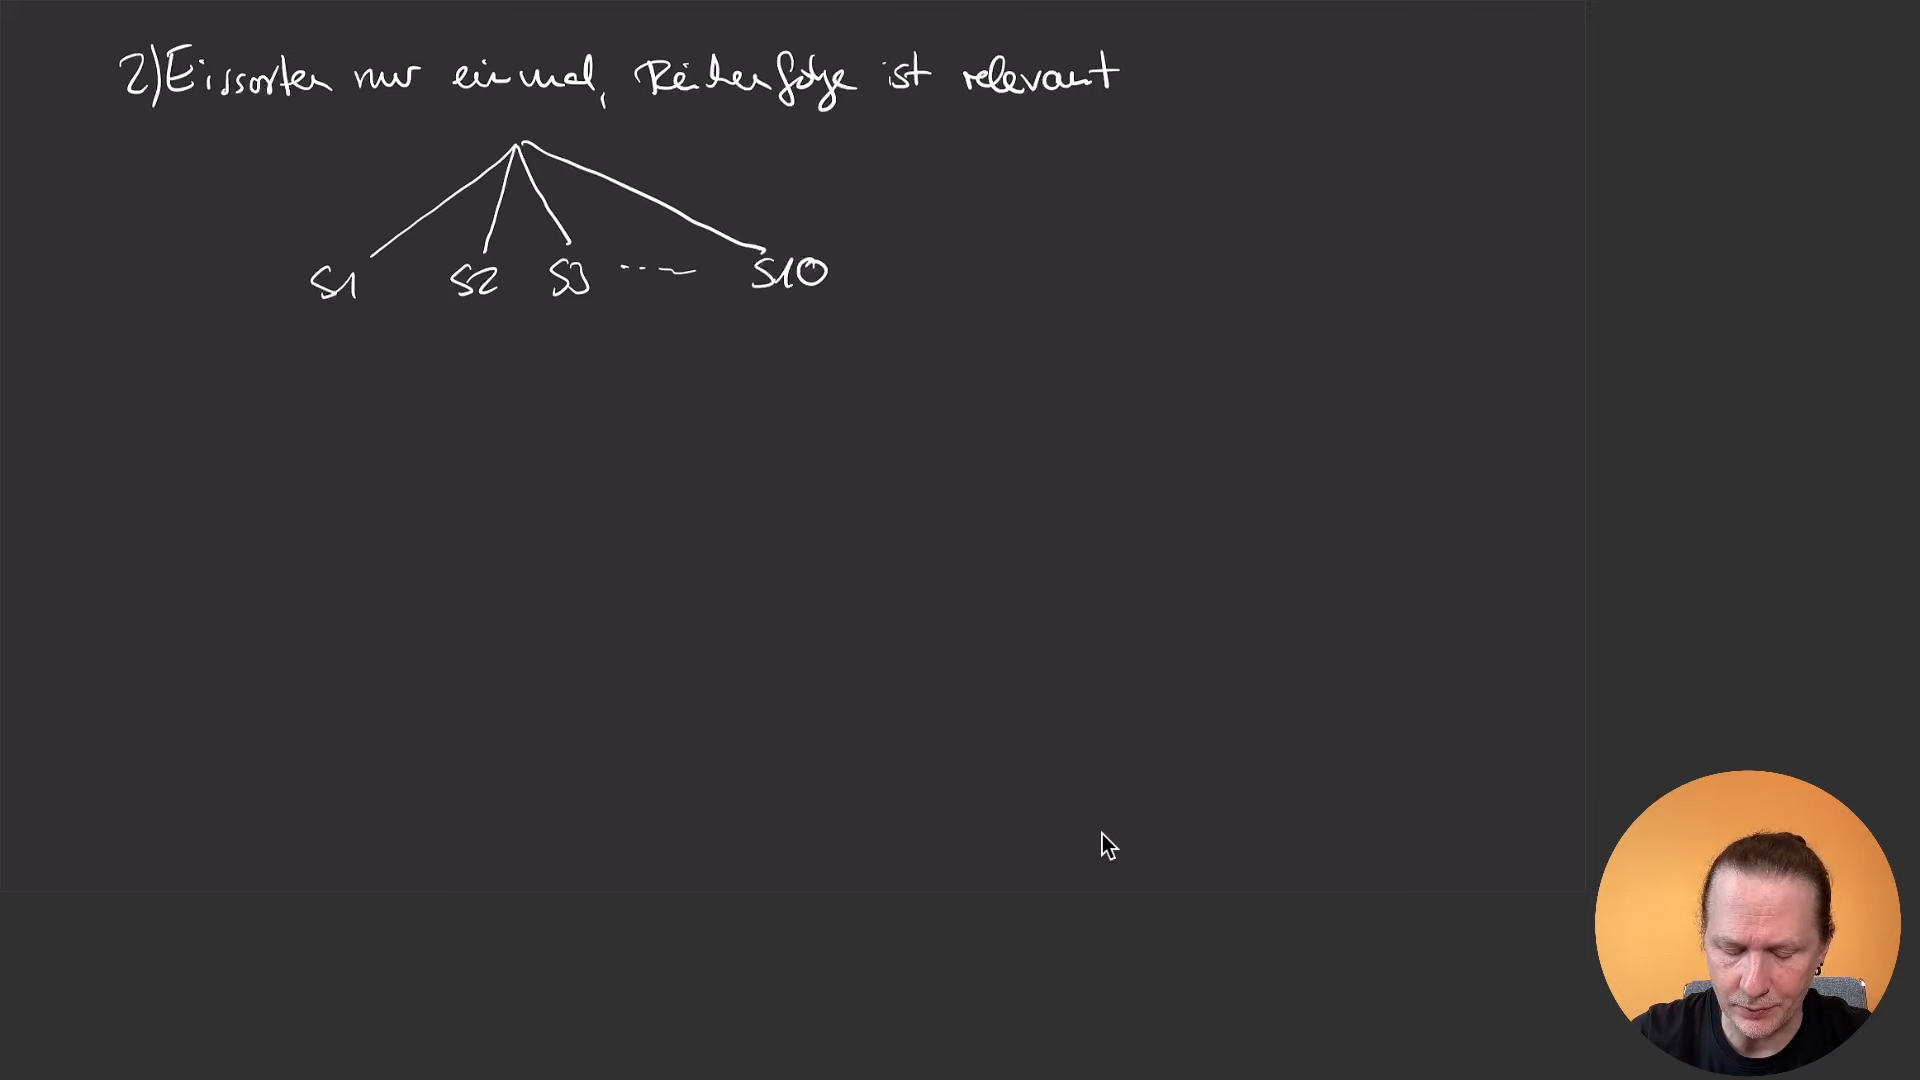 2) Eissorten nur einmal, Reihenfolge ist relevant
S1 S2 S3 ---- S10